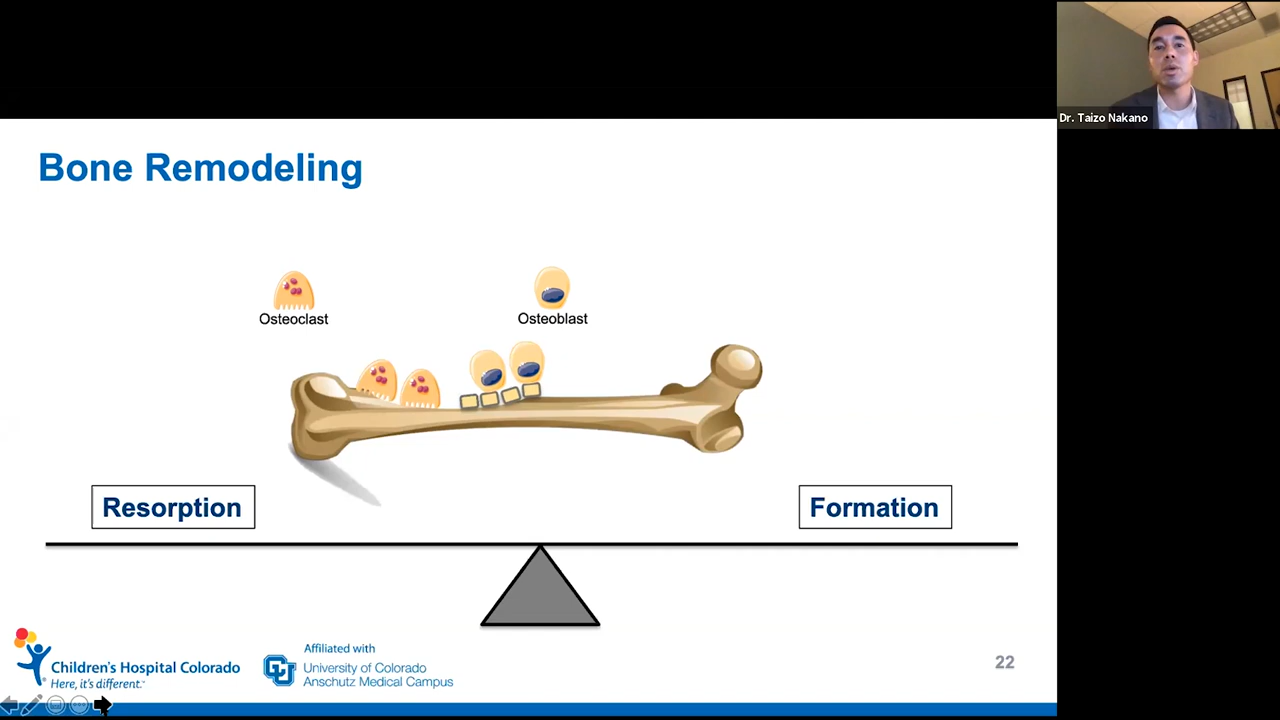 Dr. Taizo Nakano
Bone Remodeling
Osteoclast
Osteoblast
Resorption
Formation
Children's Hospital Colorado
Here, it's different.™
Affiliated with
University of Colorado
Anschutz Medical Campus
22